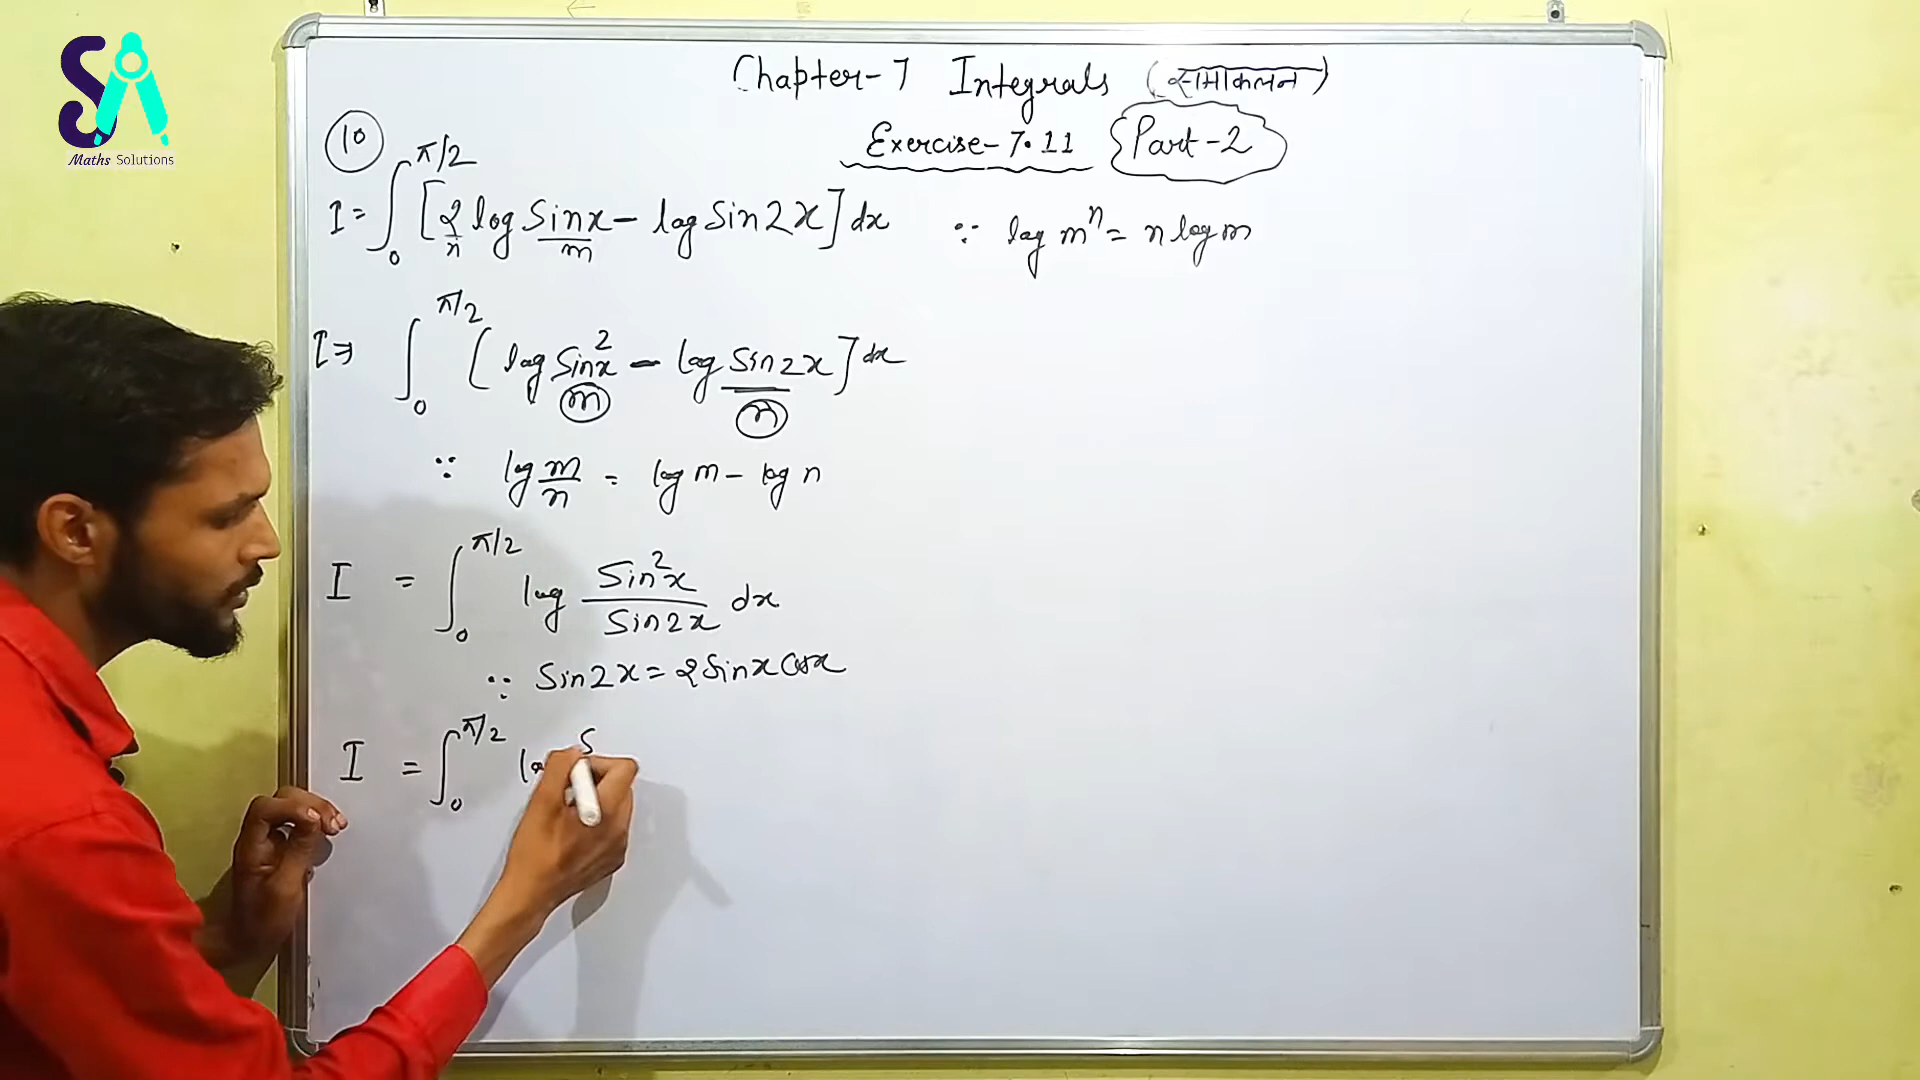 SA
Maths Solutions
Chapter-7 Integrals (समाकलन)
Exercise-7.11 {Part-2}
(10)
I = ∫₀^π/2 [2 log Sinx - log Sin2x] dx ∵ log mⁿ = n log m
n m
I ⇒ ∫₀^π/2 [log Sin²x - log Sin2x] dx
m n
∵ log m/n = log m - log n
I = ∫₀^π/2 log Sin²x/Sin2x dx
∵ Sin2x = 2 Sinx Cosx
I = ∫₀^π/2 lo S